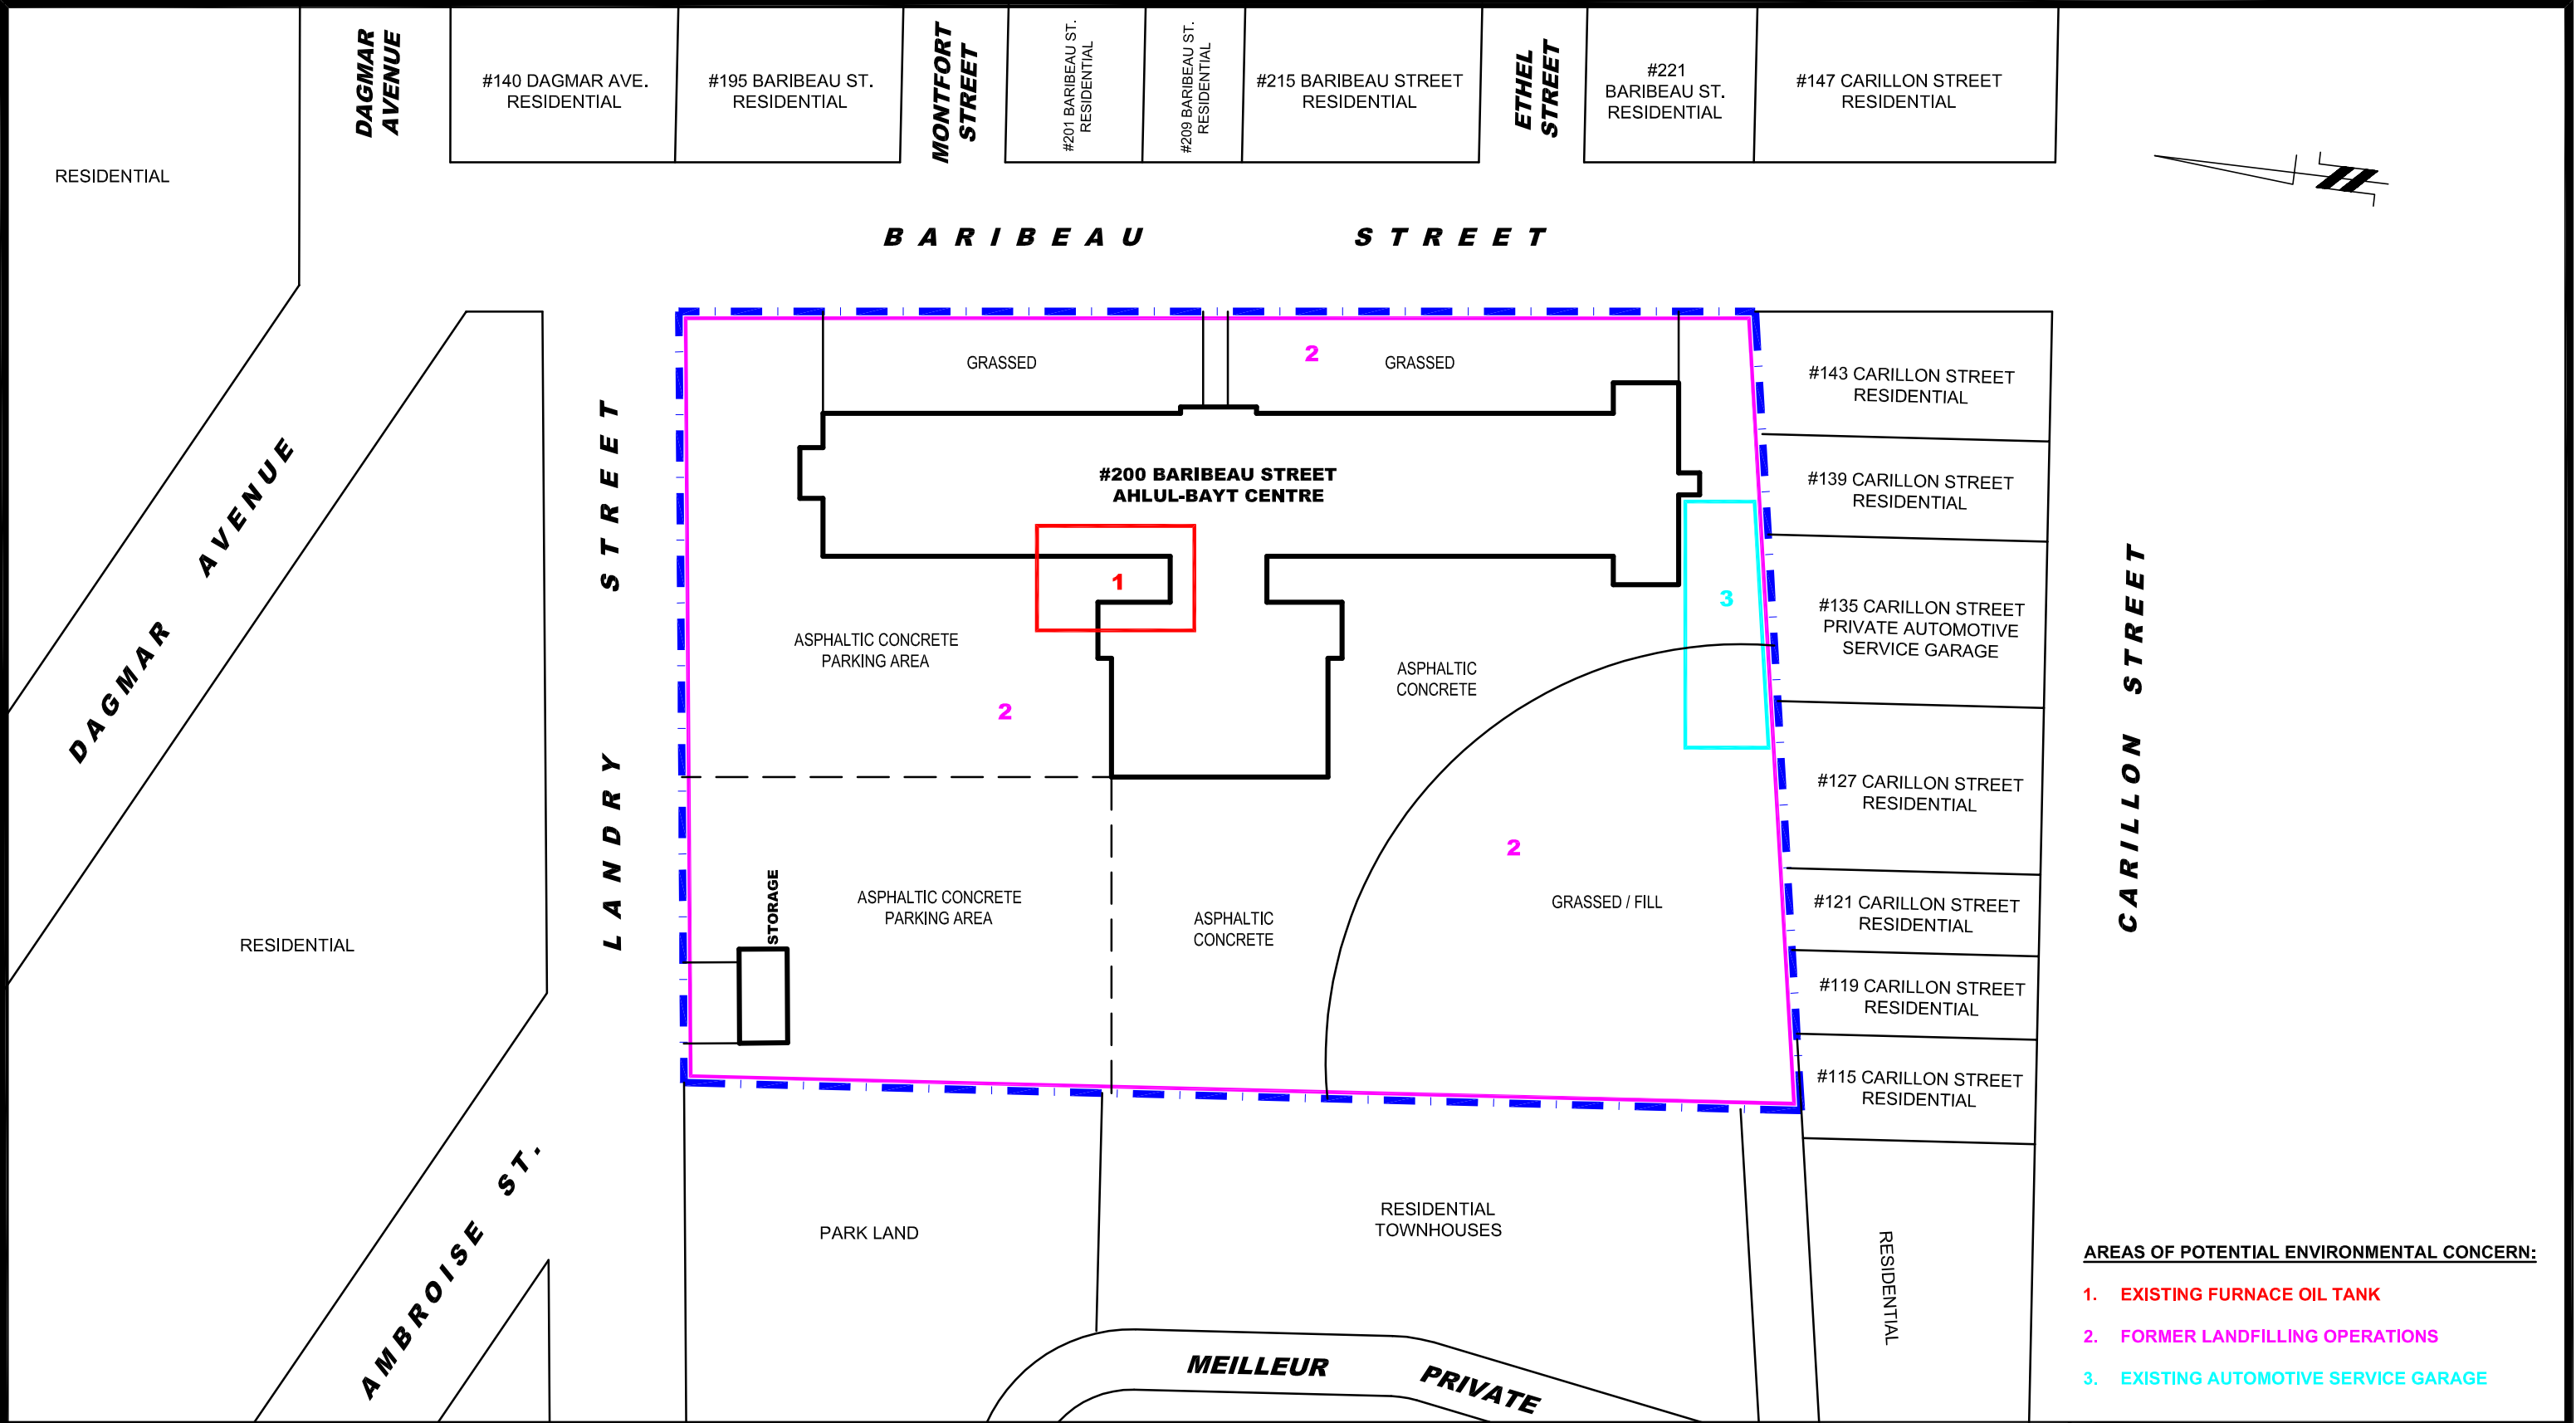 DAGMAR
AVENUE
#140 DAGMAR AVE.
RESIDENTIAL
#195 BARIBEAU ST.
RESIDENTIAL
MONTFORT
STREET
#201 BARIBEAU ST.
RESIDENTIAL
#209 BARIBEAU ST.
RESIDENTIAL
#215 BARIBEAU STREET
RESIDENTIAL
ETHEL
STREET
#221
BARIBEAU ST.
RESIDENTIAL
#147 CARILLON STREET
RESIDENTIAL
RESIDENTIAL
BARIBEAU STREET
GRASSED
2
GRASSED
#143 CARILLON STREET
RESIDENTIAL
#200 BARIBEAU STREET
AHLUL-BAYT CENTRE
#139 CARILLON STREET
RESIDENTIAL
DAGMAR AVENUE
LANDRY STREET
1
3
#135 CARILLON STREET
PRIVATE AUTOMOTIVE
SERVICE GARAGE
CARILLON STREET
ASPHALTIC CONCRETE
PARKING AREA
ASPHALTIC
CONCRETE
2
#127 CARILLON STREET
RESIDENTIAL
2
STORAGE
ASPHALTIC CONCRETE
PARKING AREA
ASPHALTIC
CONCRETE
GRASSED / FILL
#121 CARILLON STREET
RESIDENTIAL
RESIDENTIAL
#119 CARILLON STREET
RESIDENTIAL
#115 CARILLON STREET
RESIDENTIAL
AMBROISE ST.
PARK LAND
RESIDENTIAL
TOWNHOUSES
RESIDENTIAL
MEILLEUR PRIVATE
AREAS OF POTENTIAL ENVIRONMENTAL CONCERN:
1. EXISTING FURNACE OIL TANK
2. FORMER LANDFILLING OPERATIONS
3. EXISTING AUTOMOTIVE SERVICE GARAGE